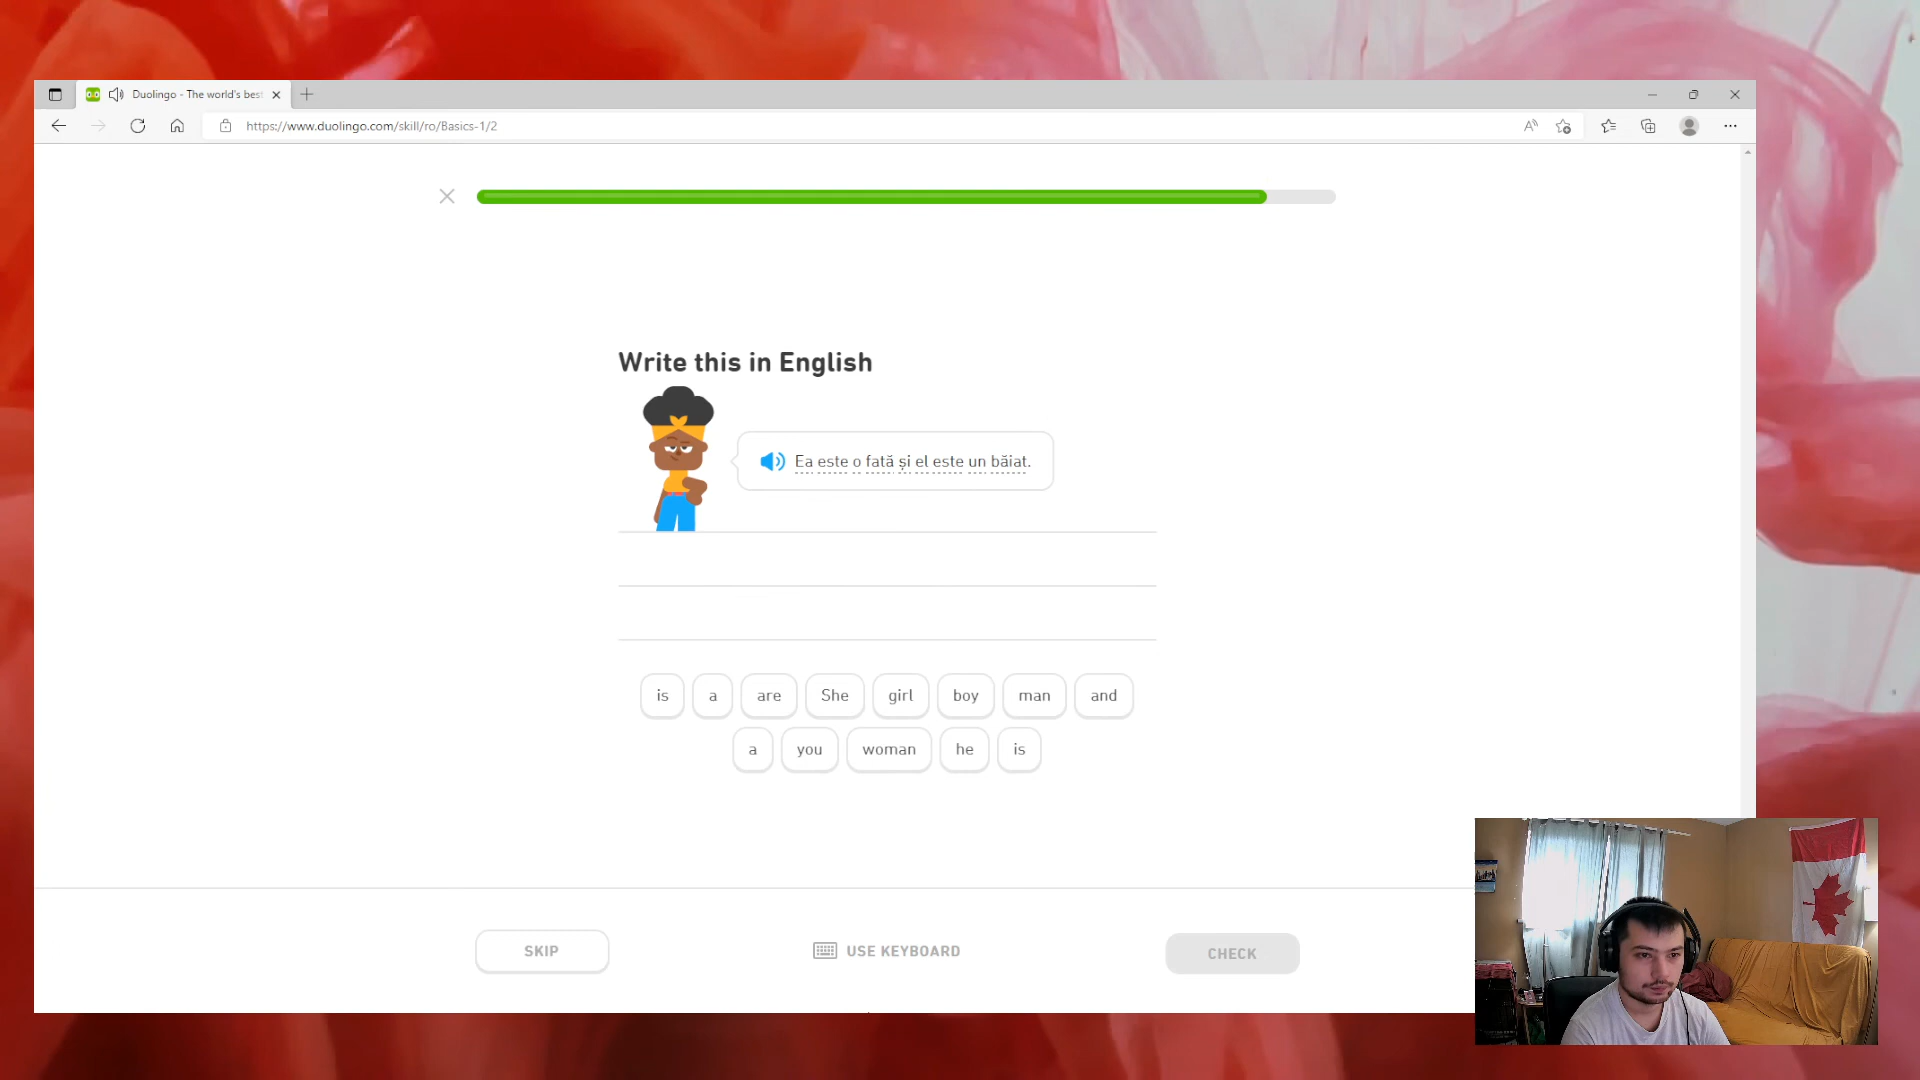 Duolingo - The world's bes
https://www.duolingo.com/skill/ro/Basics-1/2
Write this in English
Ea este o fată și el este un băiat.
is a are She girl boy man and
a you woman he is
SKIP
USE KEYBOARD
CHECK